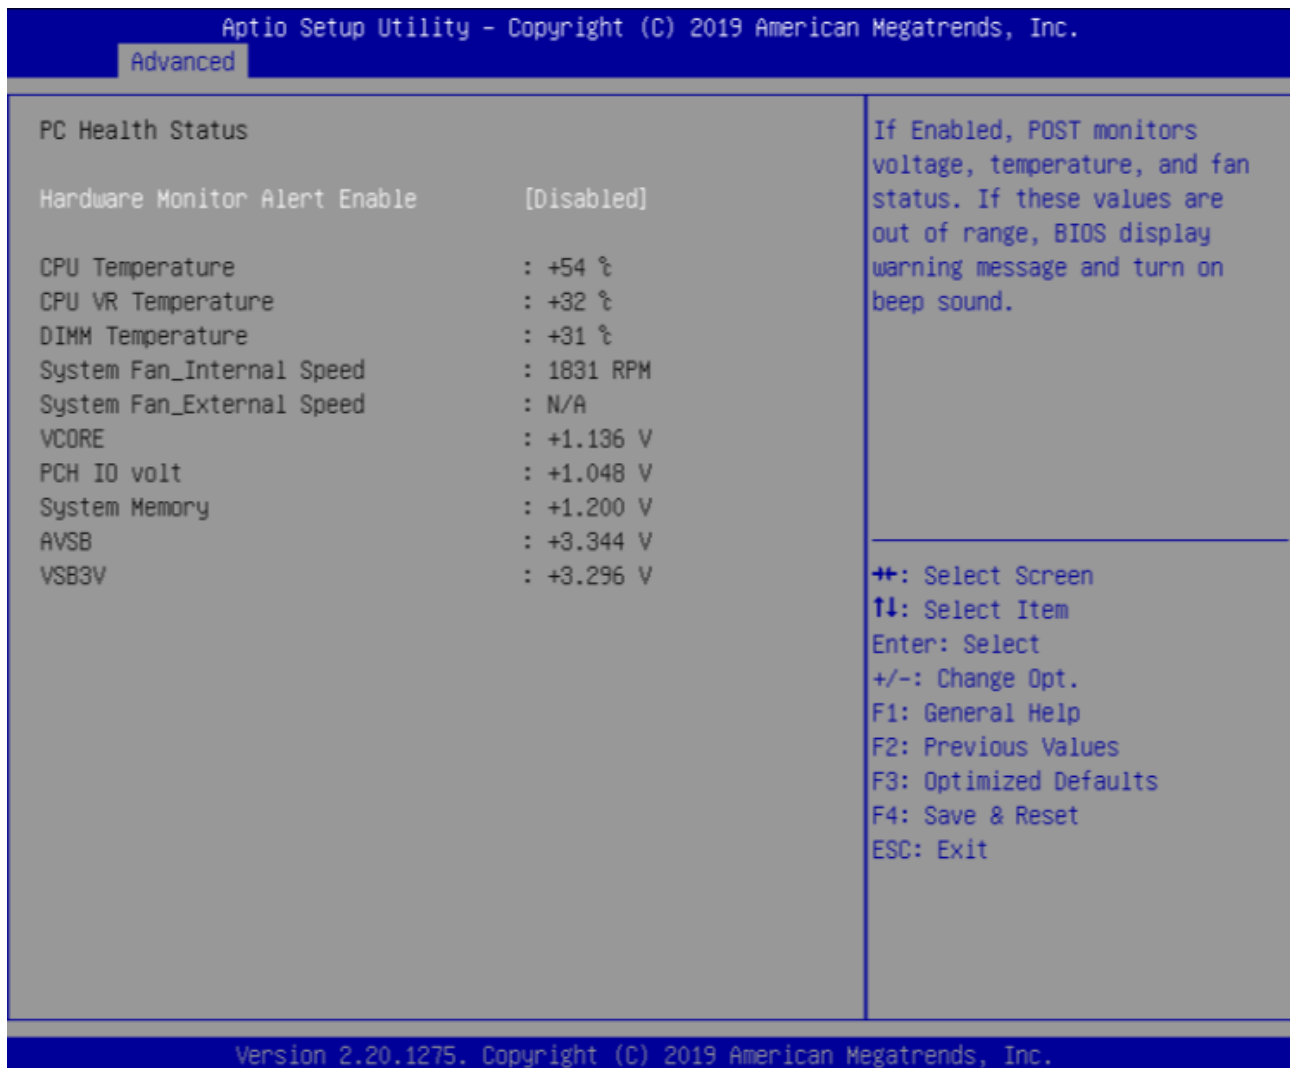 Aptio Setup Utility – Copyright (C) 2019 American Megatrends, Inc.
Advanced
PC Health Status
Hardware Monitor Alert Enable [Disabled]
CPU Temperature : +54 ℃
CPU VR Temperature : +32 ℃
DIMM Temperature : +31 ℃
System Fan_Internal Speed : 1831 RPM
System Fan_External Speed : N/A
VCORE : +1.136 V
PCH IO volt : +1.048 V
System Memory : +1.200 V
AVSB : +3.344 V
VSB3V : +3.296 V
If Enabled, POST monitors
voltage, temperature, and fan
status. If these values are
out of range, BIOS display
warning message and turn on
beep sound.
→←: Select Screen
↑↓: Select Item
Enter: Select
+/-: Change Opt.
F1: General Help
F2: Previous Values
F3: Optimized Defaults
F4: Save & Reset
ESC: Exit
Version 2.20.1275. Copyright (C) 2019 American Megatrends, Inc.